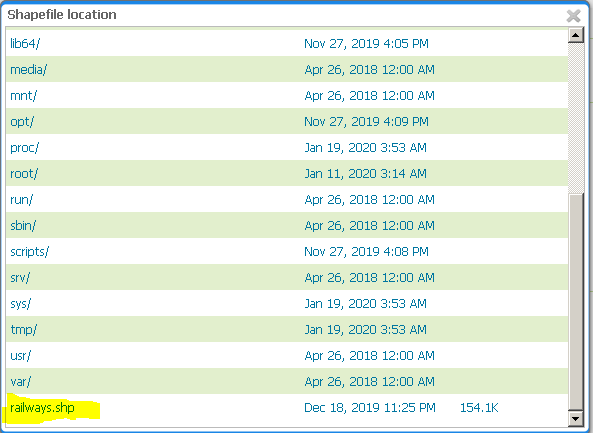 Shapefile location
lib64/ Nov 27, 2019 4:05 PM
media/ Apr 26, 2018 12:00 AM
mnt/ Apr 26, 2018 12:00 AM
opt/ Nov 27, 2019 4:09 PM
proc/ Jan 19, 2020 3:53 AM
root/ Jan 11, 2020 3:14 AM
run/ Apr 26, 2018 12:00 AM
sbin/ Apr 26, 2018 12:00 AM
scripts/ Nov 27, 2019 4:08 PM
srv/ Apr 26, 2018 12:00 AM
sys/ Jan 19, 2020 3:53 AM
tmp/ Jan 19, 2020 3:53 AM
usr/ Apr 26, 2018 12:00 AM
var/ Apr 26, 2018 12:00 AM
railways.shp Dec 18, 2019 11:25 PM 154.1K